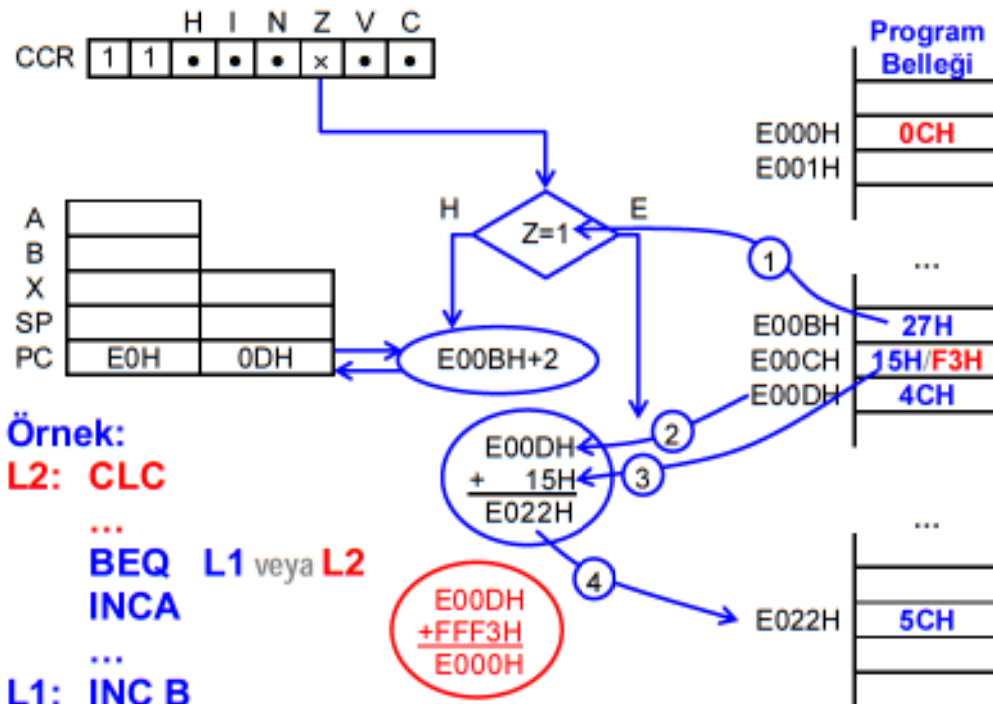 H I N Z V C
CCR 1 1 • • • × • •
Program
Belleği
E000H 0CH
E001H
A
B
X
SP
PC E0H 0DH
H E
Z=1
1
...
E00BH+2
E00BH 27H
E00CH 15H/F3H
E00DH 4CH
2
3
E00DH
+ 15H
E022H
4
...
E022H 5CH
E00DH
+FFF3H
E000H
Örnek:
L2: CLC
...
BEQ L1 veya L2
INCA
...
L1: INC B